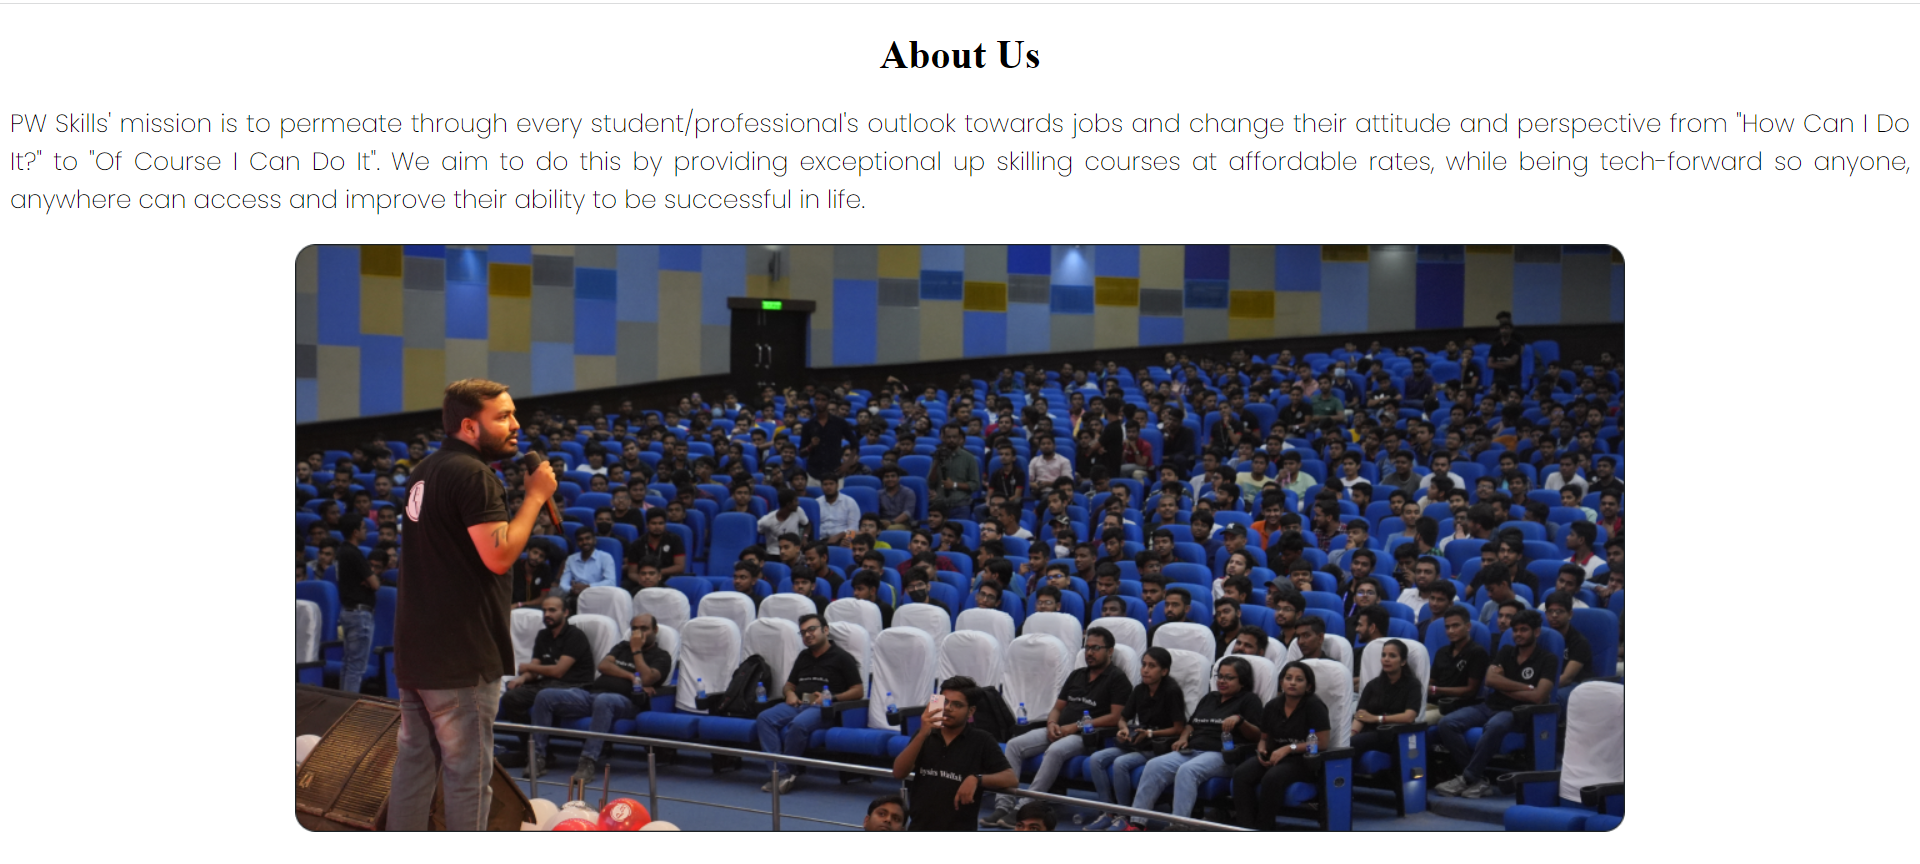 About Us
PW Skills' mission is to permeate through every student/professional's outlook towards jobs and change their attitude and perspective from "How Can I Do
It?" to "Of Course I Can Do It". We aim to do this by providing exceptional up skilling courses at affordable rates, while being tech-forward so anyone,
anywhere can access and improve their ability to be successful in life.